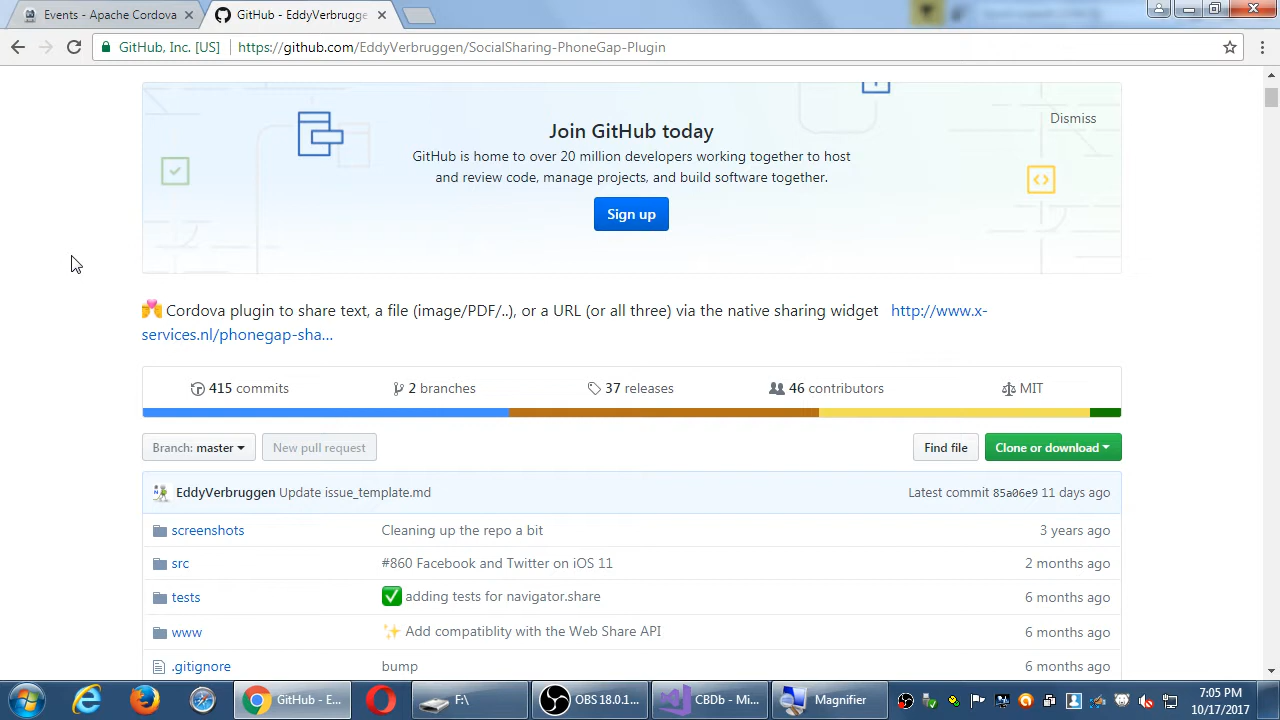 Events - Apache Cordova
GitHub - EddyVerbrugge
GitHub, Inc. [US]
https://github.com/EddyVerbruggen/SocialSharing-PhoneGap-Plugin
Join GitHub today
Dismiss
GitHub is home to over 20 million developers working together to host
and review code, manage projects, and build software together.
Sign up
Cordova plugin to share text, a file (image/PDF/..), or a URL (or all three) via the native sharing widget http://www.x-
services.nl/phonegap-sha...
415 commits
2 branches
37 releases
46 contributors
MIT
Branch: master
New pull request
Find file
Clone or download
EddyVerbruggen Update issue_template.md
Latest commit 85a06e9 11 days ago
screenshots
Cleaning up the repo a bit
3 years ago
src
#860 Facebook and Twitter on iOS 11
2 months ago
tests
adding tests for navigator.share
6 months ago
www
Add compatiblity with the Web Share API
6 months ago
.gitignore
bump
6 months ago
GitHub - E...
F:\
OBS 18.0.1...
CBDb - Mi...
Magnifier
7:05 PM
10/17/2017